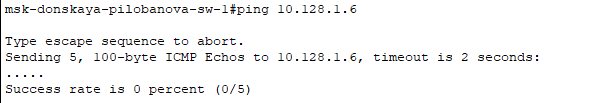 msk-donskaya-pilobanova-sw-1#ping 10.128.1.6
Type escape sequence to abort.
Sending 5, 100-byte ICMP Echos to 10.128.1.6, timeout is 2 seconds:
.....
Success rate is 0 percent (0/5)